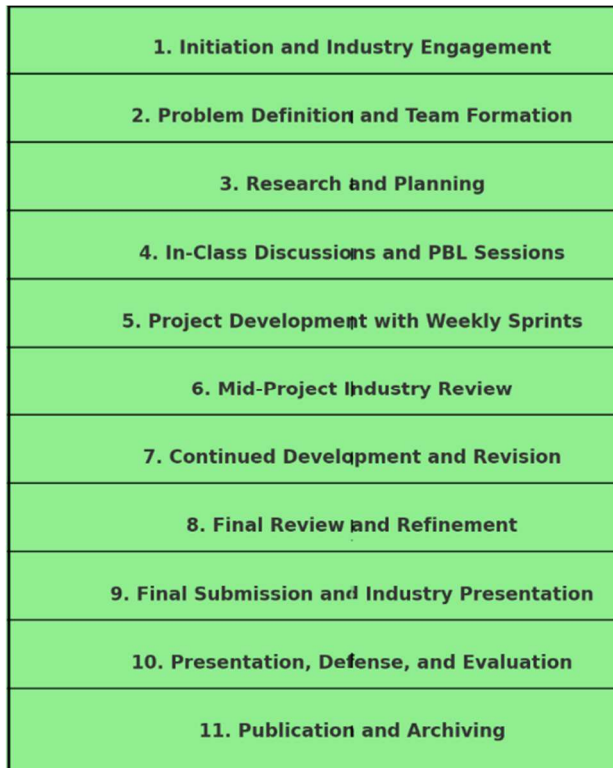 1. Initiation and Industry Engagement
2. Problem Definition and Team Formation
3. Research and Planning
4. In-Class Discussions and PBL Sessions
5. Project Development with Weekly Sprints
6. Mid-Project Industry Review
7. Continued Development and Revision
8. Final Review and Refinement
9. Final Submission and Industry Presentation
10. Presentation, Defense, and Evaluation
11. Publication and Archiving